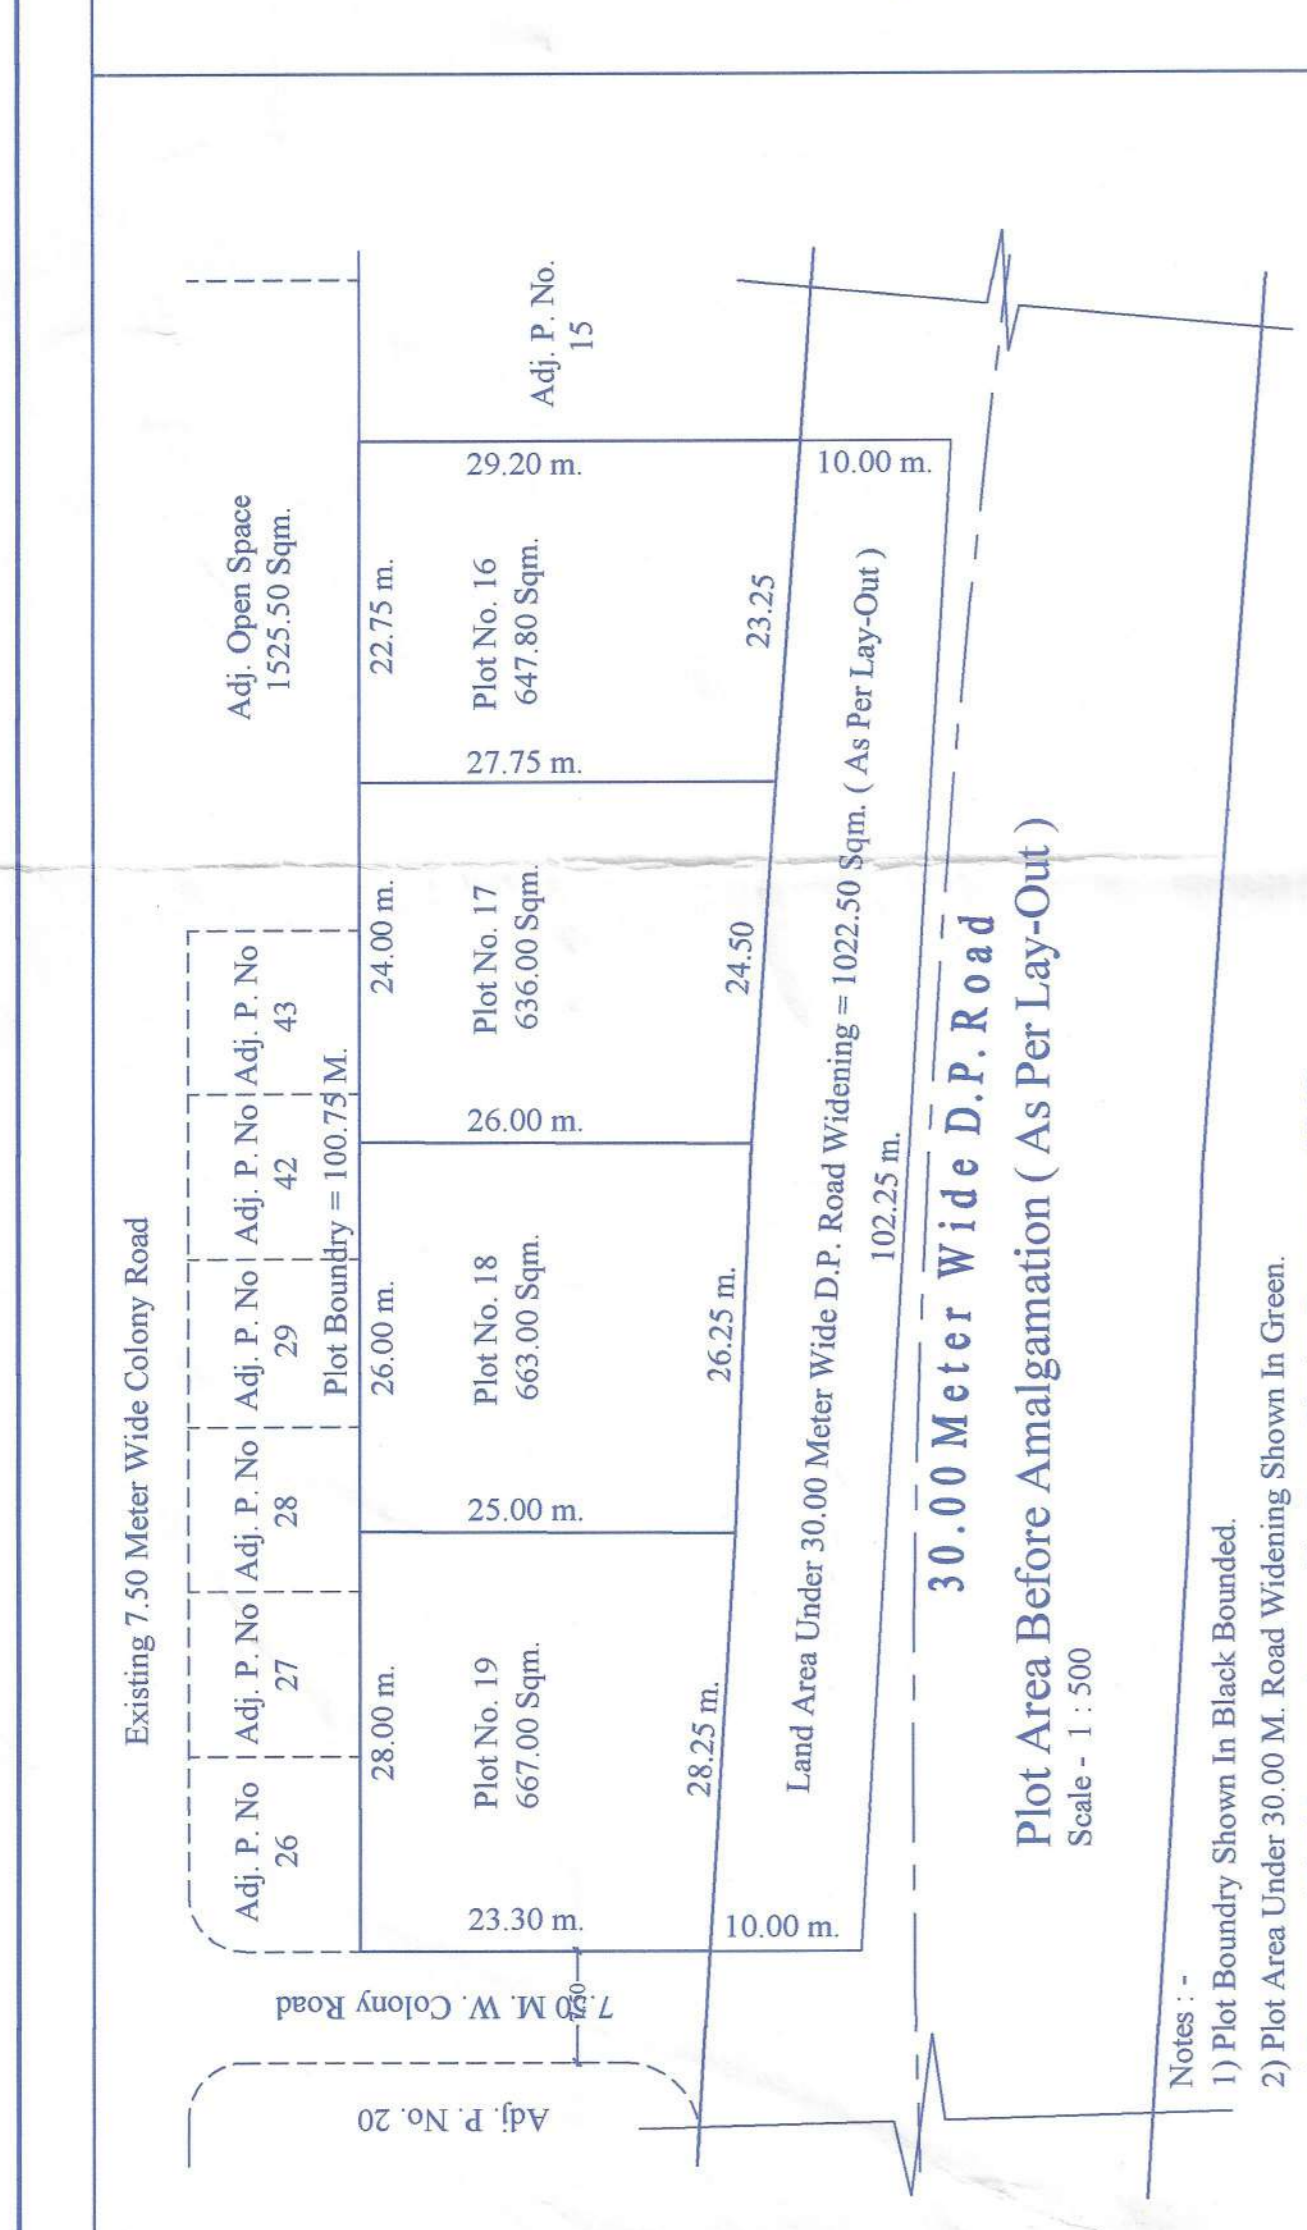 Existing 7.50 Meter Wide Colony Road
Adj. P. No
26
Adj. P. No
27
Adj. P. No
28
Adj. P. No
29
Adj. P. No
42
Adj. P. No
43
Adj. Open Space
1525.50 Sqm.
Plot Boundry = 100.75 M.
28.00 m.
26.00 m.
24.00 m.
22.75 m.
Adj. P. No. 20
7.50 M. W. Colony Road
7.50
23.30 m.
Plot No. 19
667.00 Sqm.
25.00 m.
Plot No. 18
663.00 Sqm.
26.00 m.
Plot No. 17
636.00 Sqm.
27.75 m.
Plot No. 16
647.80 Sqm.
29.20 m.
Adj. P. No.
15
28.25 m.
26.25 m.
24.50
23.25
10.00 m.
Land Area Under 30.00 Meter Wide D.P. Road Widening = 1022.50 Sqm. ( As Per Lay-Out )
10.00 m.
102.25 m.
30.00 Meter Wide D.P. Road
Plot Area Before Amalgamation ( As Per Lay-Out )
Scale - 1 : 500
Notes : -
1) Plot Boundry Shown In Black Bounded.
2) Plot Area Under 30.00 M. Road Widening Shown In Green.